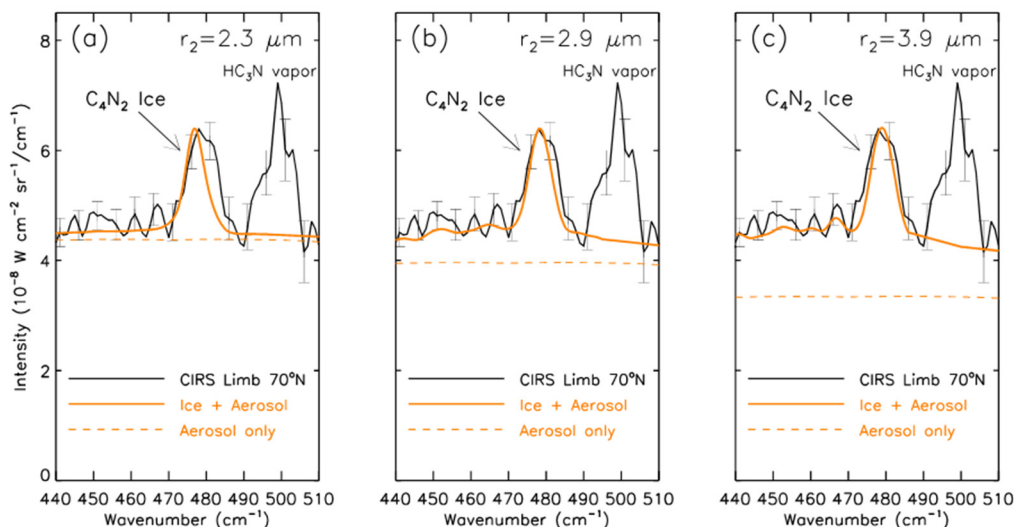 (a) r₂=2.3 μm
HC₃N vapor
C₄N₂ Ice
CIRS Limb 70°N
Ice + Aerosol
Aerosol only
8
6
4
2
0
Intensity (10⁻⁸ W cm⁻² sr⁻¹/cm⁻¹)
440 450 460 470 480 490 500 510
Wavenumber (cm⁻¹)
(b) r₂=2.9 μm
HC₃N vapor
C₄N₂ Ice
CIRS Limb 70°N
Ice + Aerosol
Aerosol only
440 450 460 470 480 490 500 510
Wavenumber (cm⁻¹)
(c) r₂=3.9 μm
HC₃N vapor
C₄N₂ Ice
CIRS Limb 70°N
Ice + Aerosol
Aerosol only
440 450 460 470 480 490 500 510
Wavenumber (cm⁻¹)